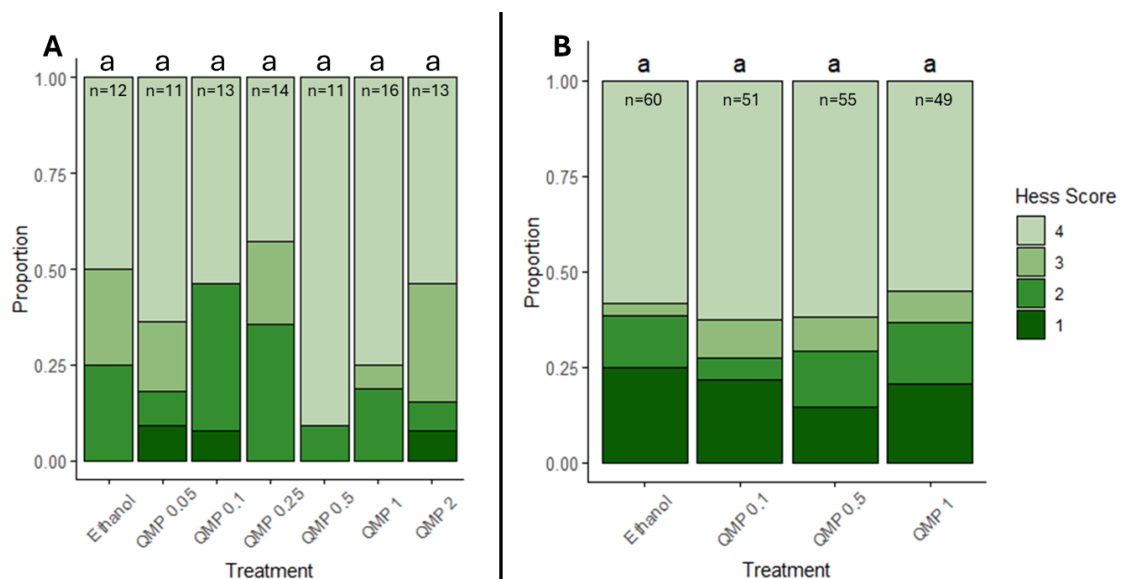 A
a a a a a a a
1.00
n=12 n=11 n=13 n=14 n=11 n=16 n=13
0.75
0.50
0.25
0.00
Proportion
Ethanol QMP 0.05 QMP 0.1 QMP 0.25 QMP 0.5 QMP 1 QMP 2
Treatment
B
a a a a
1.00
n=60 n=51 n=55 n=49
0.75
0.50
0.25
0.00
Proportion
Ethanol QMP 0.1 QMP 0.5 QMP 1
Treatment
Hess Score
4
3
2
1